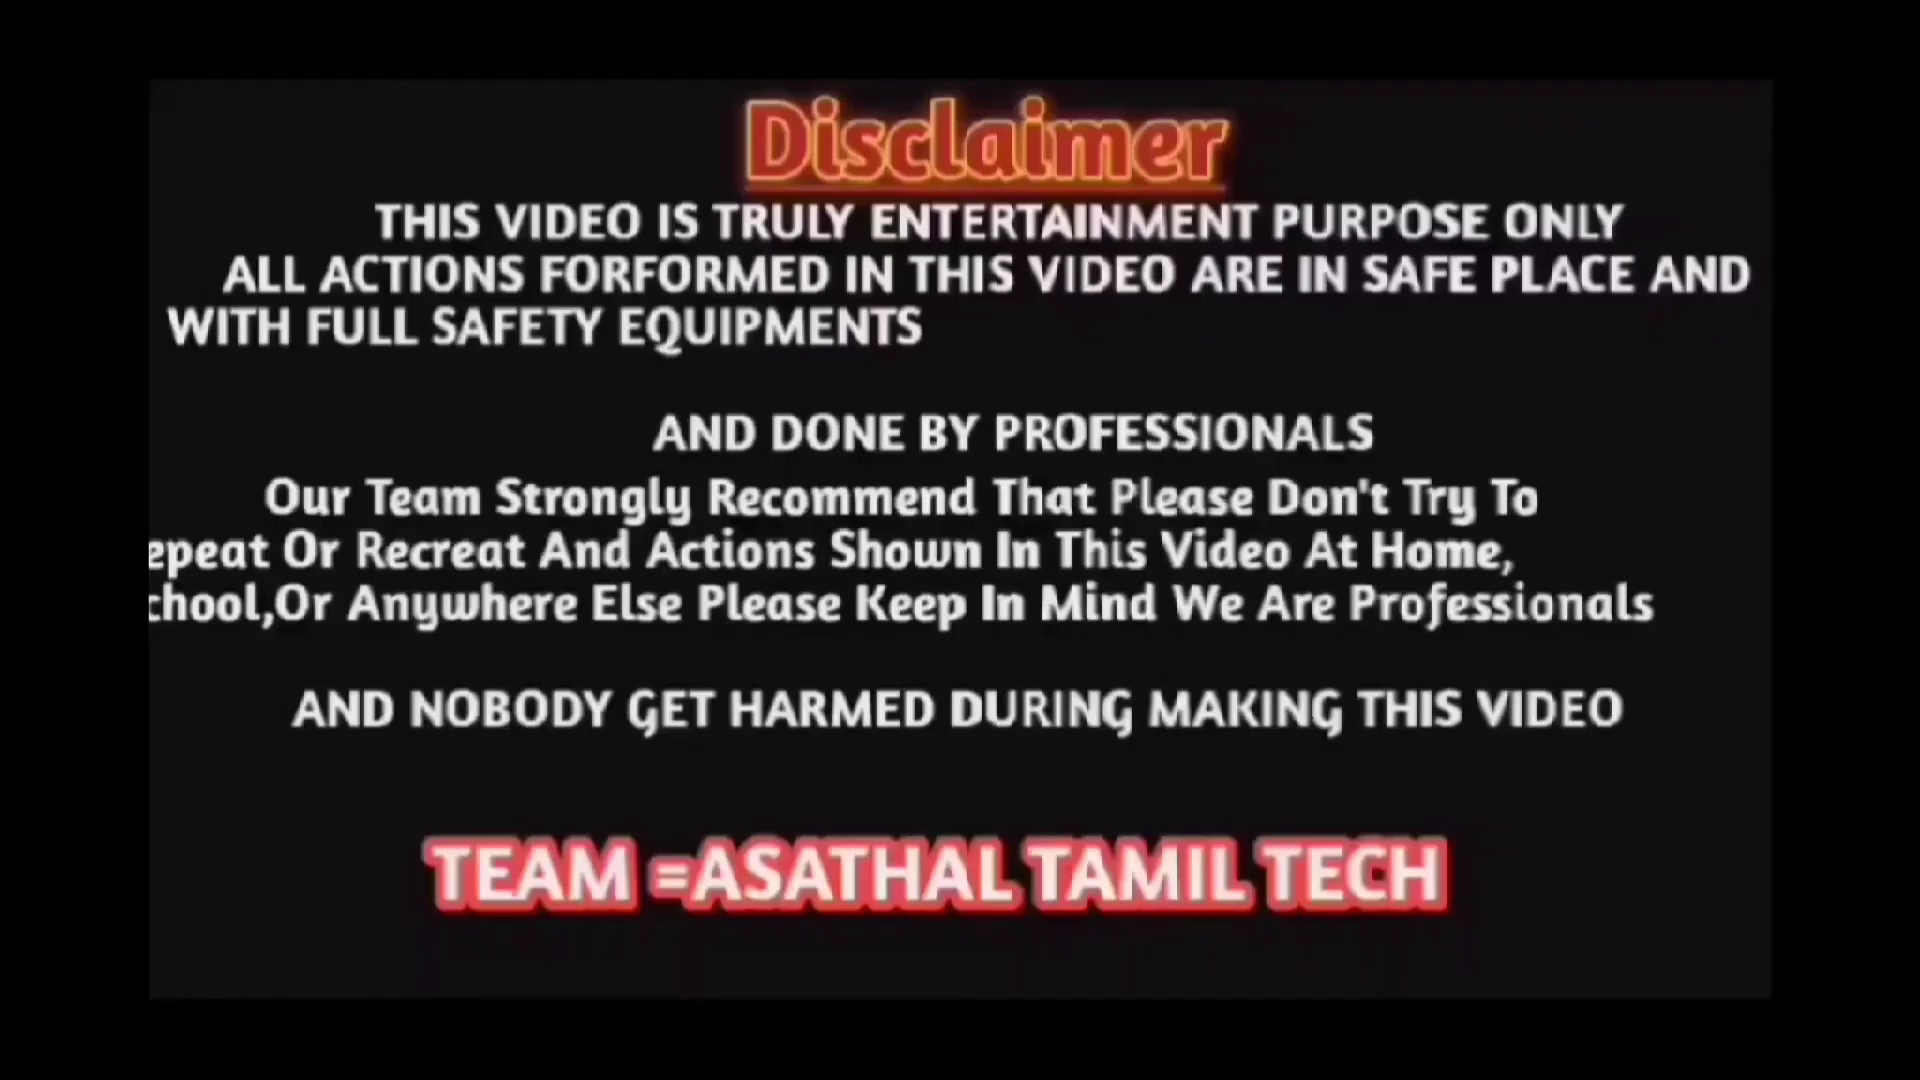 Disclaimer
THIS VIDEO IS TRULY ENTERTAINMENT PURPOSE ONLY
ALL ACTIONS FORFORMED IN THIS VIDEO ARE IN SAFE PLACE AND
WITH FULL SAFETY EQUIPMENTS
AND DONE BY PROFESSIONALS
Our Team Strongly Recommend That Please Don't Try To
epeat Or Recreat And Actions Shown In This Video At Home,
chool,Or Anywhere Else Please Keep In Mind We Are Professionals
AND NOBODY GET HARMED DURING MAKING THIS VIDEO
TEAM =ASATHAL TAMIL TECH